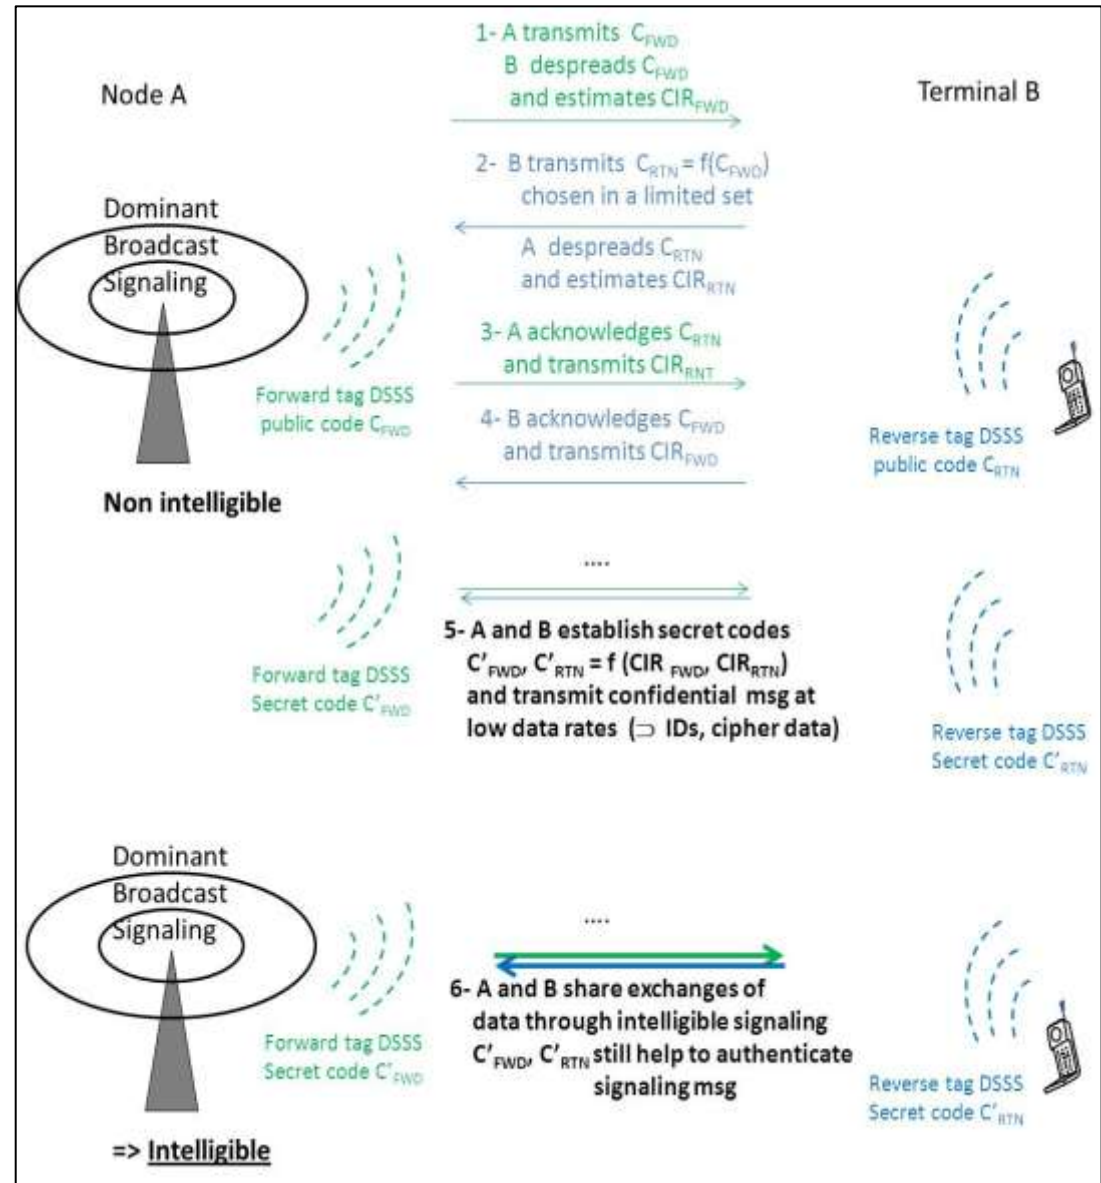 1- A transmits C_FWD
B despreads C_FWD
and estimates CIR_FWD
Node A
Terminal B
2- B transmits C_RTN = f(C_FWD)
chosen in a limited set
A despreads C_RTN
and estimates CIR_RTN
Dominant
Broadcast
Signaling
3- A acknowledges C_RTN
and transmits CIR_RNT
4- B acknowledges C_FWD
and transmits CIR_FWD
Forward tag DSSS
public code C_FWD
Reverse tag DSSS
public code C_RTN
Non intelligible
....
5- A and B establish secret codes
C'_FWD, C'_RTN = f (CIR_FWD, CIR_RTN)
and transmit confidential msg at
low data rates (⊃ IDs, cipher data)
Forward tag DSSS
Secret code C'_FWD
Reverse tag DSSS
Secret code C'_RTN
Dominant
Broadcast
Signaling
....
6- A and B share exchanges of
data through intelligible signaling
C'_FWD, C'_RTN still help to authenticate
signaling msg
Forward tag DSSS
Secret code C'_FWD
Reverse tag DSSS
Secret code C'_RTN
=> Intelligible